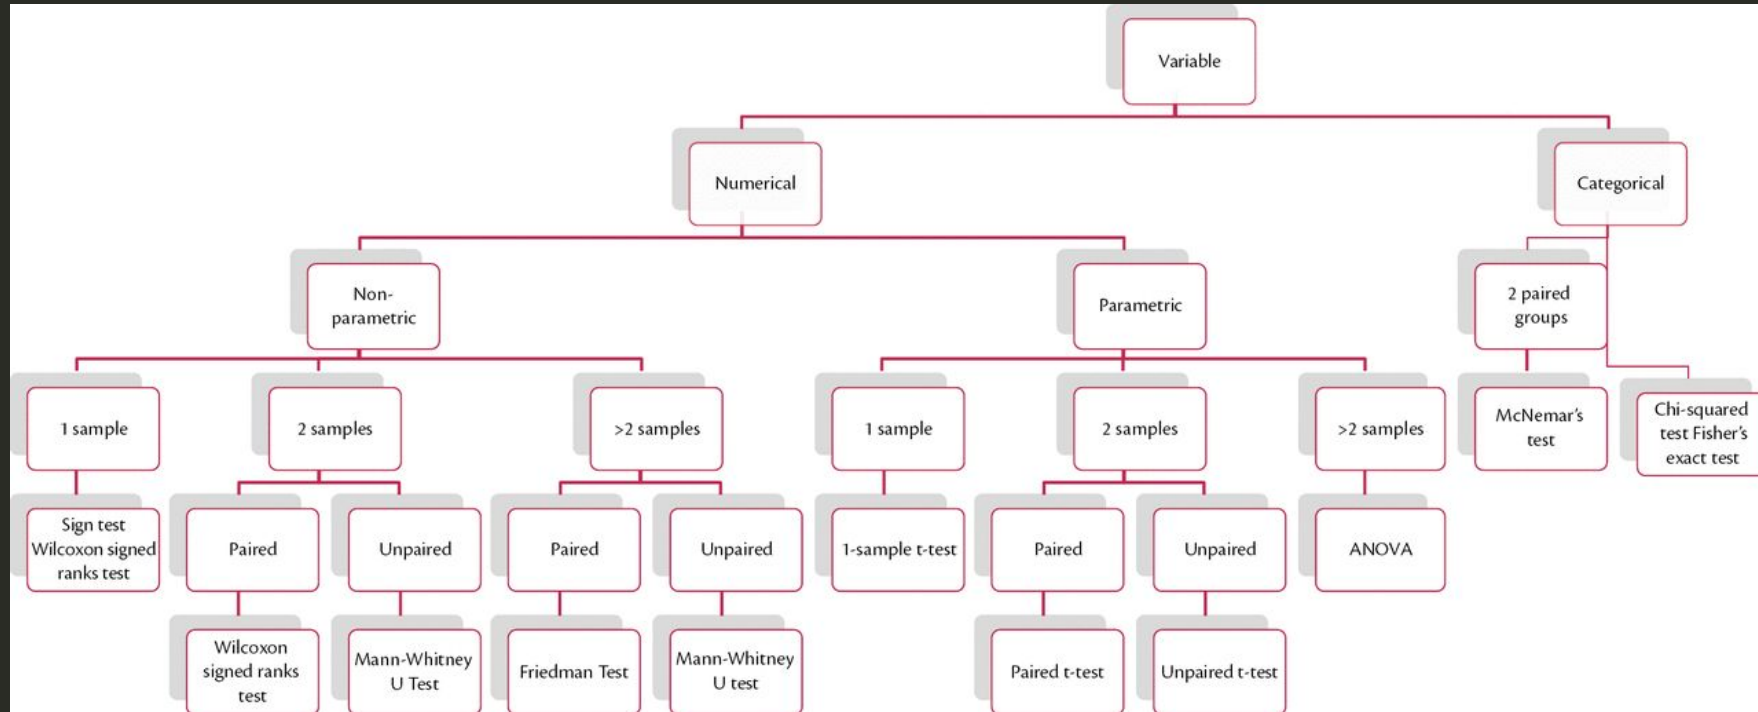 Variable
Numerical
Categorical
Non-
parametric
Parametric
2 paired
groups
1 sample
2 samples
>2 samples
1 sample
2 samples
>2 samples
McNemar's
test
Chi-squared
test Fisher's
exact test
Sign test
Wilcoxon signed
ranks test
Paired
Unpaired
Paired
Unpaired
1-sample t-test
Paired
Unpaired
ANOVA
Wilcoxon
signed ranks
test
Mann-Whitney
U Test
Friedman Test
Mann-Whitney
U test
Paired t-test
Unpaired t-test